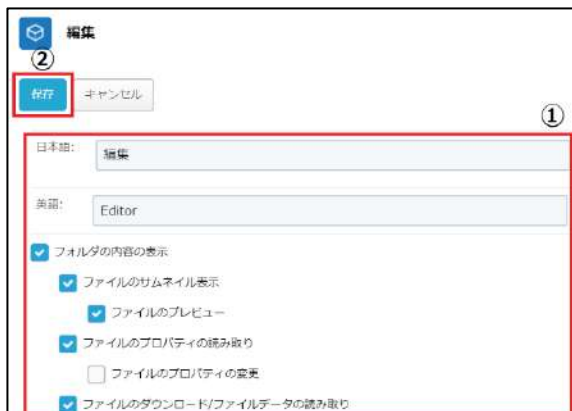 編集
②
保存 キャンセル
①
日本語: 編集
英語: Editor
フォルダの内容の表示
ファイルのサムネイル表示
ファイルのプレビュー
ファイルのプロパティの読み取り
ファイルのプロパティの変更
ファイルのダウンロード/ファイルデータの読み取り